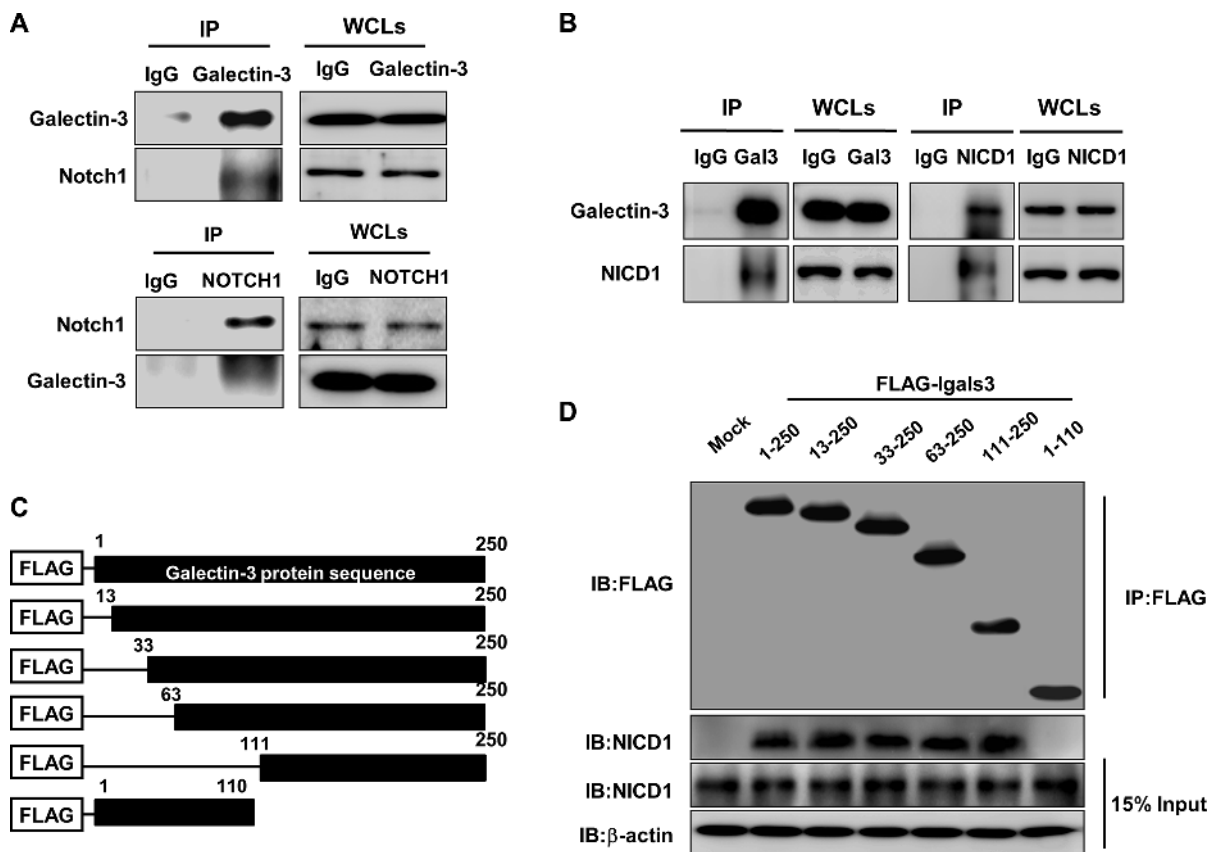 A
IP
WCLs
IgG Galectin-3
IgG Galectin-3
Galectin-3
Notch1
IP
WCLs
IgG NOTCH1
IgG NOTCH1
Notch1
Galectin-3
B
IP
WCLs
IP
WCLs
IgG Gal3
IgG Gal3
IgG NICD1
IgG NICD1
Galectin-3
NICD1
C
1
250
FLAG
Galectin-3 protein sequence
13
250
FLAG
33
250
FLAG
63
250
FLAG
111
250
FLAG
1
110
FLAG
D
FLAG-lgals3
Mock
1-250
13-250
33-250
63-250
111-250
1-110
IB:FLAG
IP:FLAG
IB:NICD1
IB:NICD1
15% Input
IB:β-actin